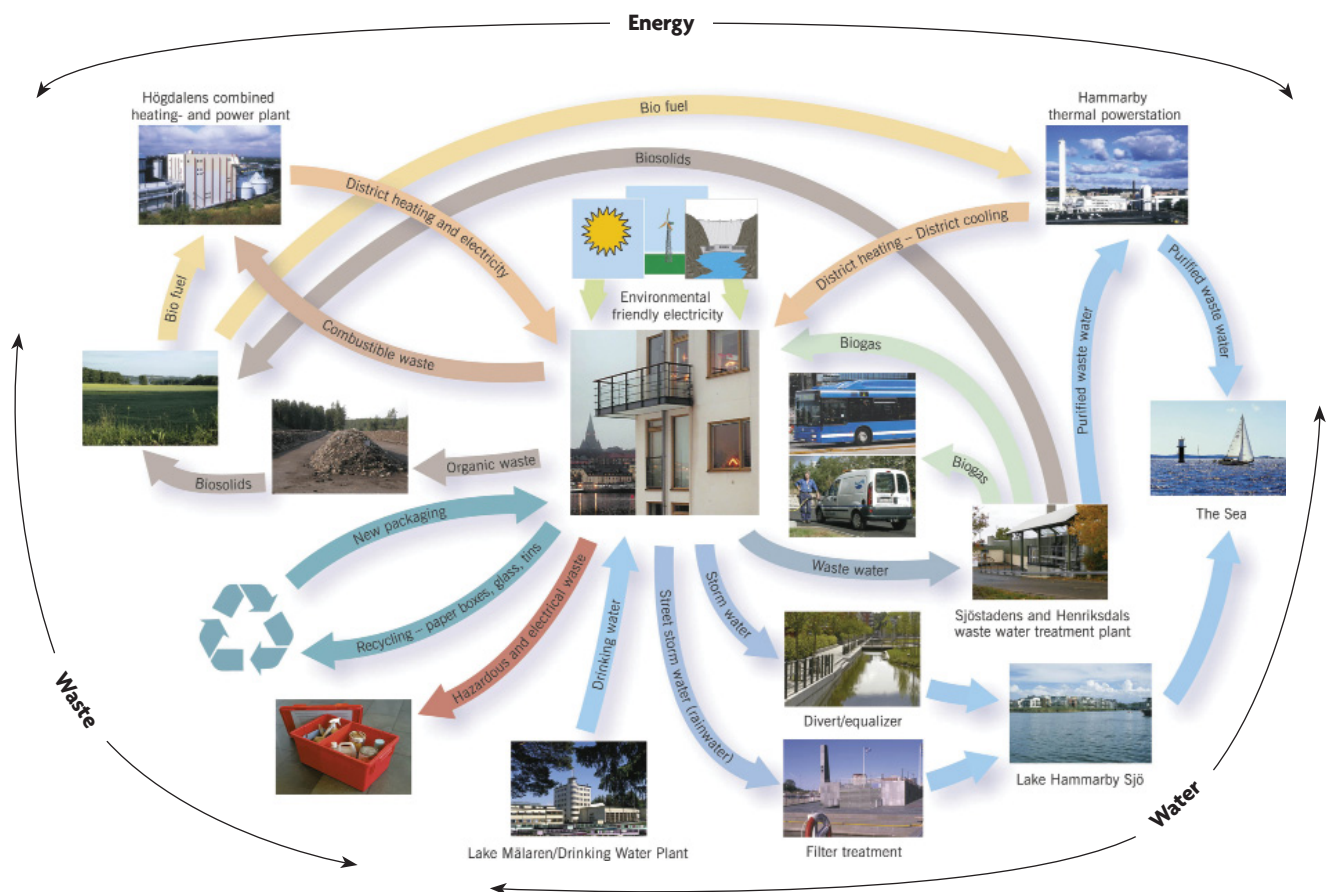 Energy
Högdalens combined
heating- and power plant
Bio fuel
Hammarby
thermal powerstation
Biosolids
District heating and electricity
District heating – District cooling
Environmental
friendly electricity
Bio fuel
Combustible waste
Biogas
Purified waste water
Purified waste water
Biogas
Organic waste
Biosolids
The Sea
New packaging
Recycling – paper boxes, glass, tins
Hazardous and electrical waste
Drinking water
Street storm water (rainwater)
Storm water
Waste water
Sjöstadens and Henriksdals
waste water treatment plant
Divert/equalizer
Lake Hammarby Sjö
Filter treatment
Lake Mälaren/Drinking Water Plant
Waste
Water